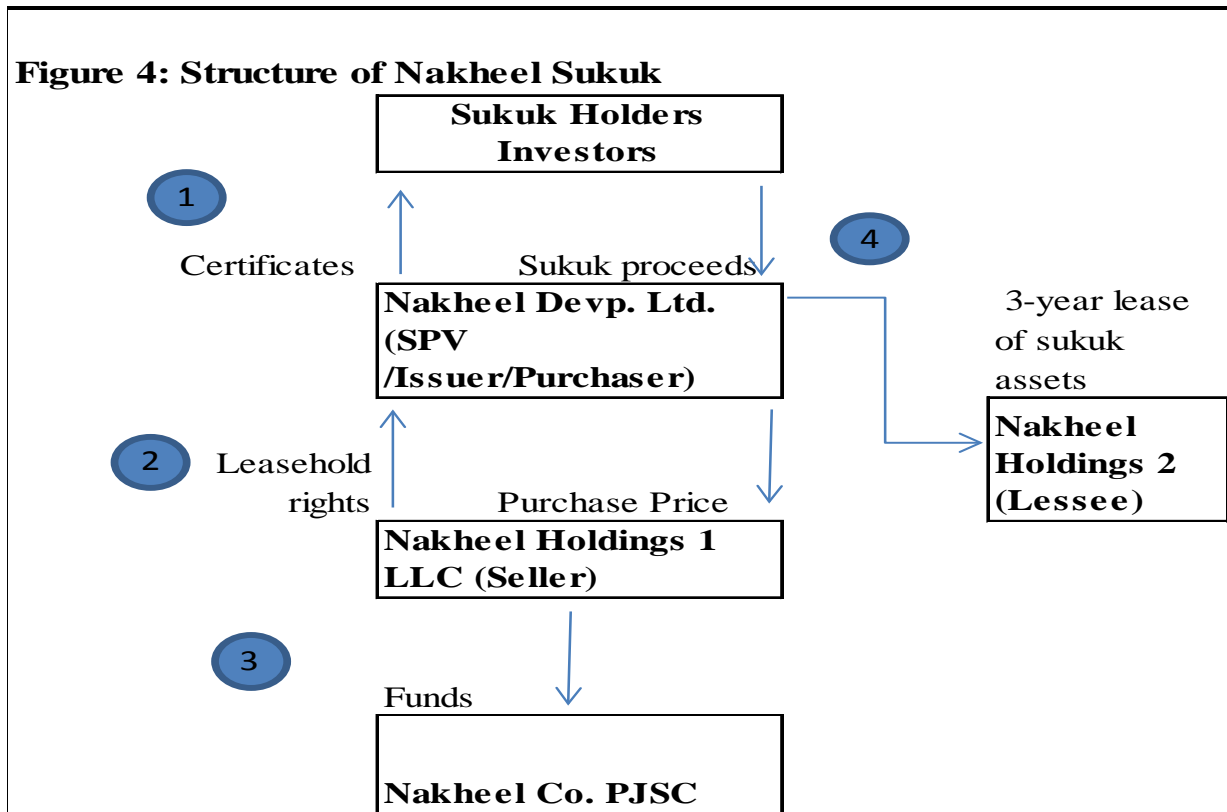 Figure 4: Structure of Nakheel Sukuk
Sukuk Holders
Investors
1
4
Certificates
Sukuk proceeds
Nakheel Devp. Ltd.
(SPV
/Issuer/Purchaser)
3-year lease
of sukuk
assets
Nakheel
Holdings 2
(Lessee)
2
Leasehold
rights
Purchase Price
Nakheel Holdings 1
LLC (Seller)
3
Funds
Nakheel Co. PJSC